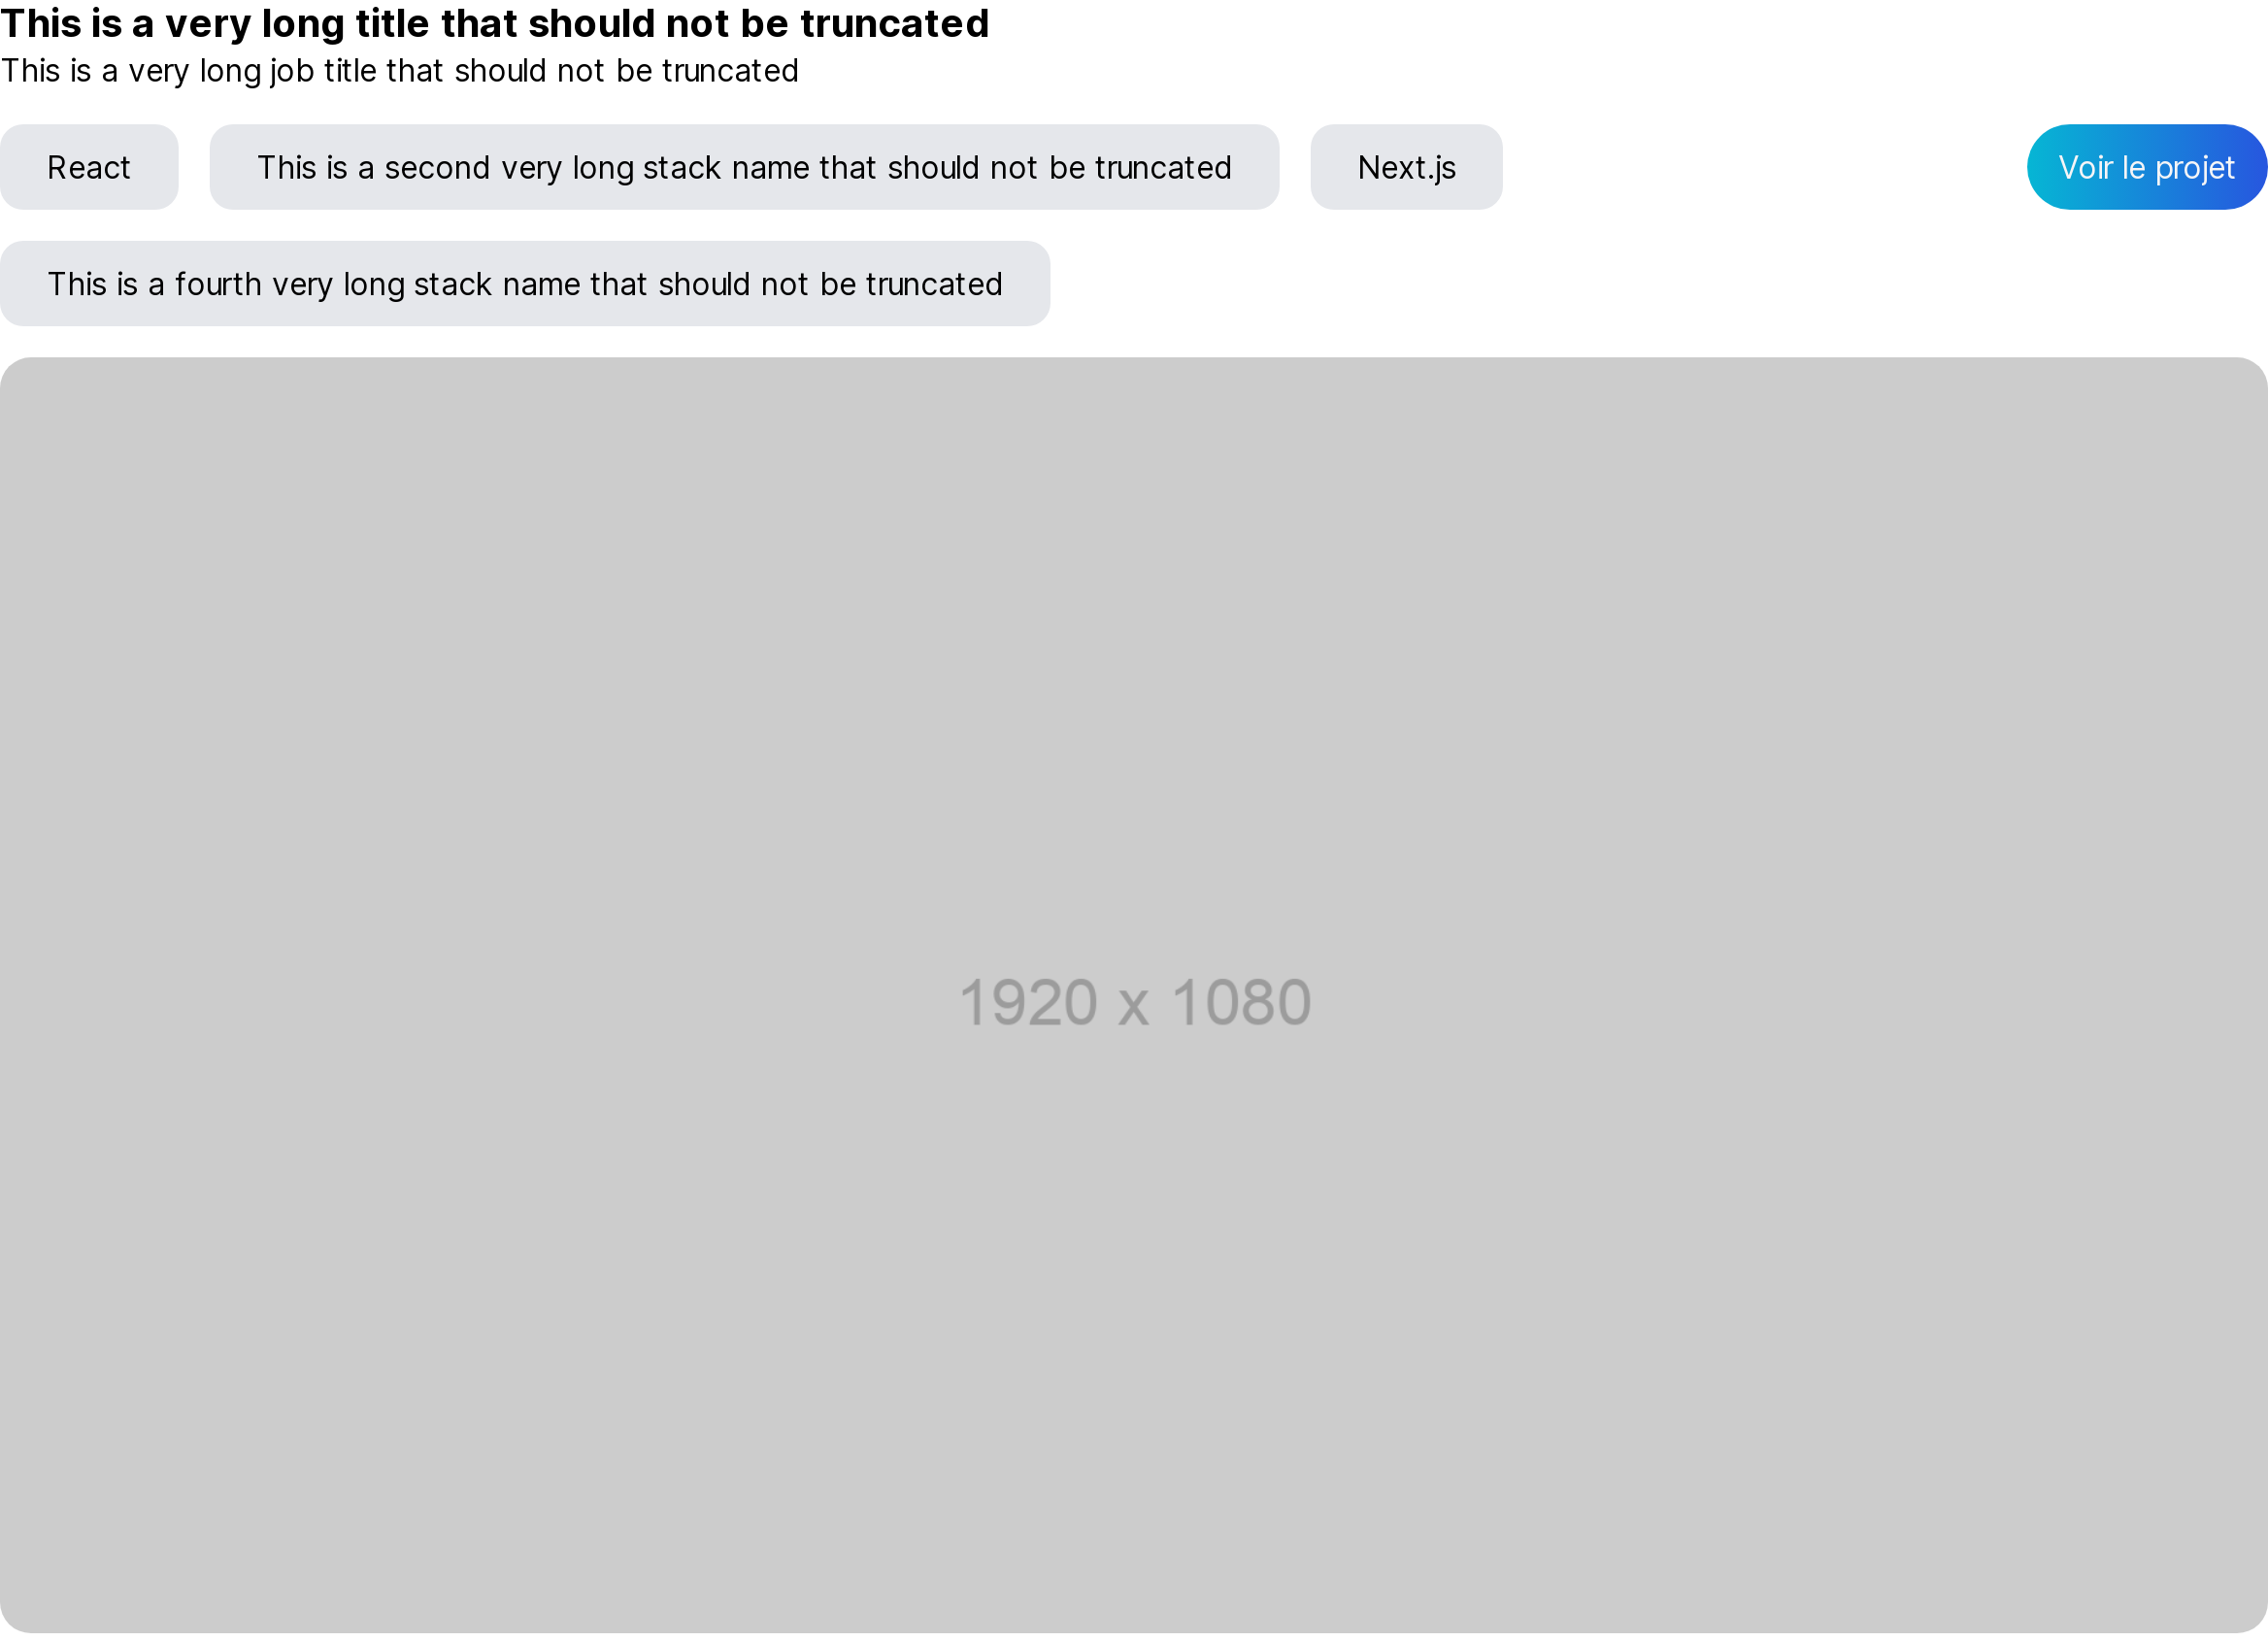 This is a very long title that should not be truncated
This is a very long job title that should not be truncated
React
This is a second very long stack name that should not be truncated
Next.js
Voir le projet
This is a fourth very long stack name that should not be truncated
1920 x 1080